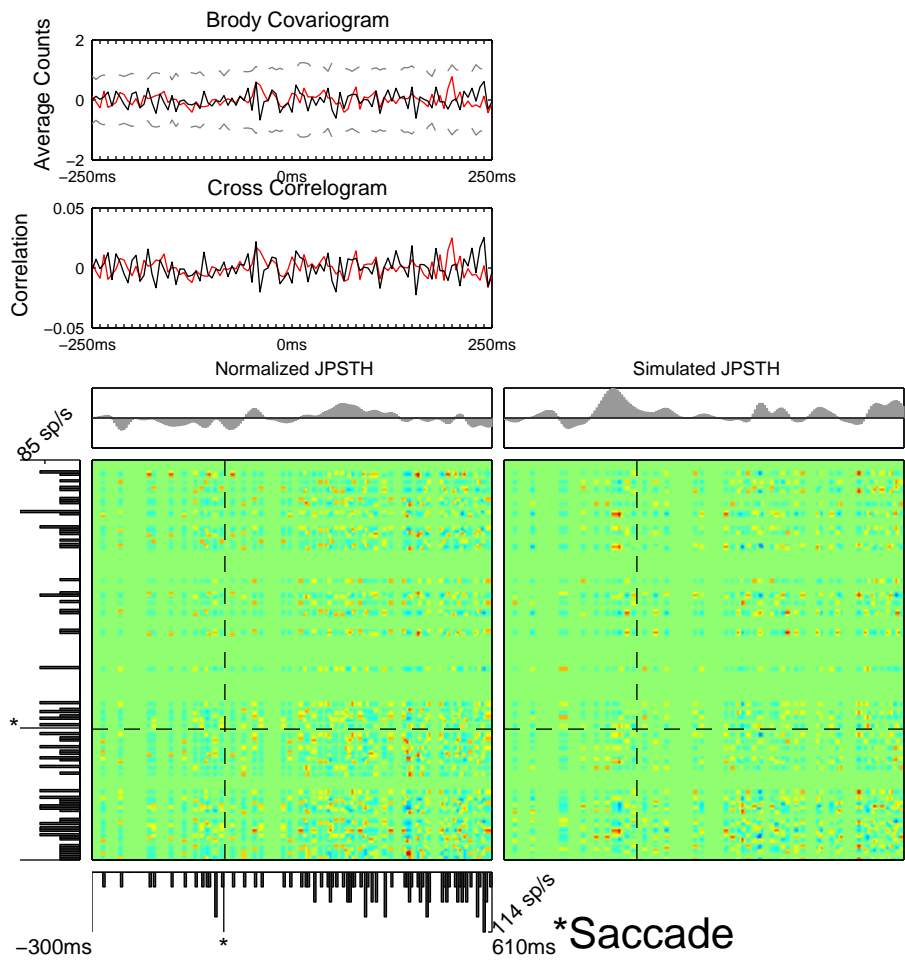 Brody Covariogram
2
0
−2
Average Counts
−250ms
0ms
250ms
Cross Correlogram
0.05
0
−0.05
Correlation
−250ms
0ms
250ms
Normalized JPSTH
Simulated JPSTH
85 sp/s
*
*
114 sp/s
−300ms
610ms
*Saccade